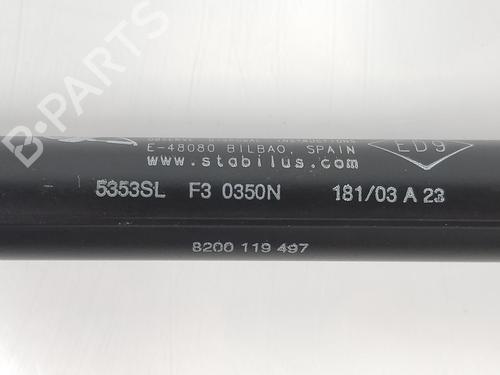 E-48080 BILBAO, SPAIN
www.stabilus.com
ED9
5353SL F3 0350N 181/03 A 23
8200 119 497
B-PARTS